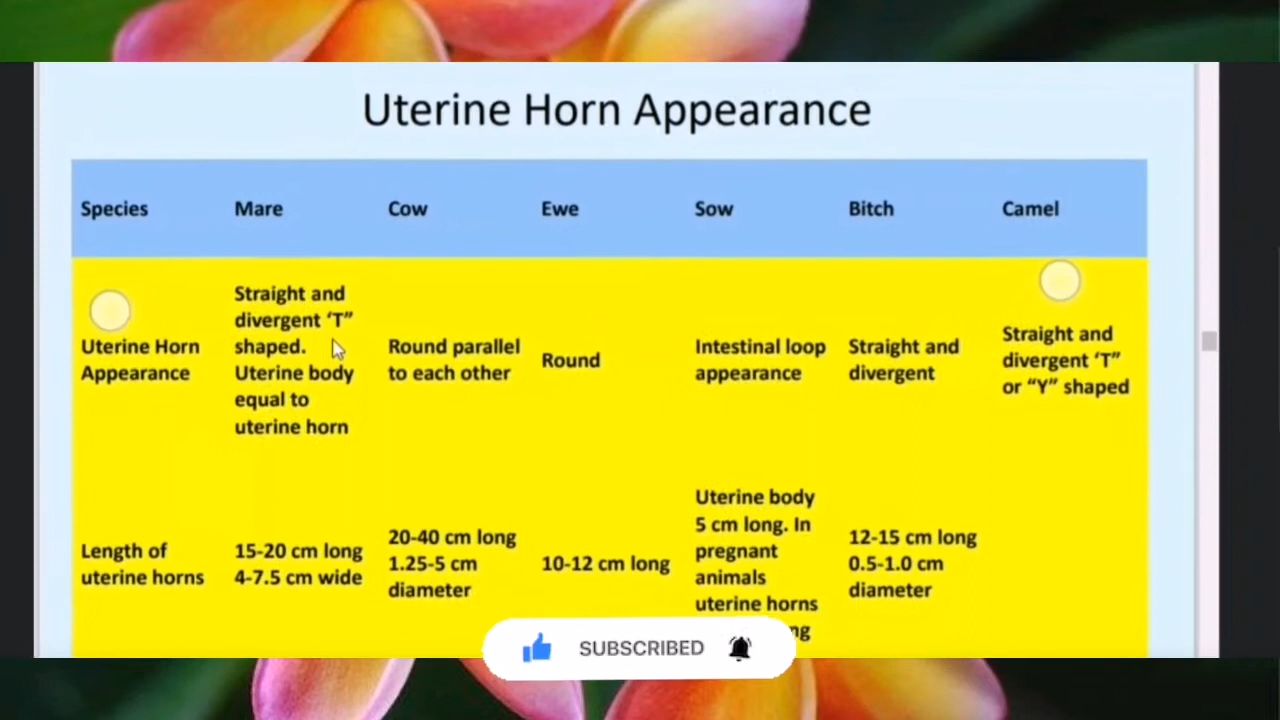 Uterine Horn Appearance
Species Mare Cow Ewe Sow Bitch Camel
Uterine Horn
Appearance
Straight and
divergent ‘T”
shaped.
Uterine body
equal to
uterine horn
Round parallel
to each other
Round
Intestinal loop
appearance
Straight and
divergent
Straight and
divergent ‘T”
or “Y” shaped
Length of
uterine horns
15-20 cm long
4-7.5 cm wide
20-40 cm long
1.25-5 cm
diameter
10-12 cm long
Uterine body
5 cm long. In
pregnant
animals
uterine horns
12-15 cm long
0.5-1.0 cm
diameter
SUBSCRIBED